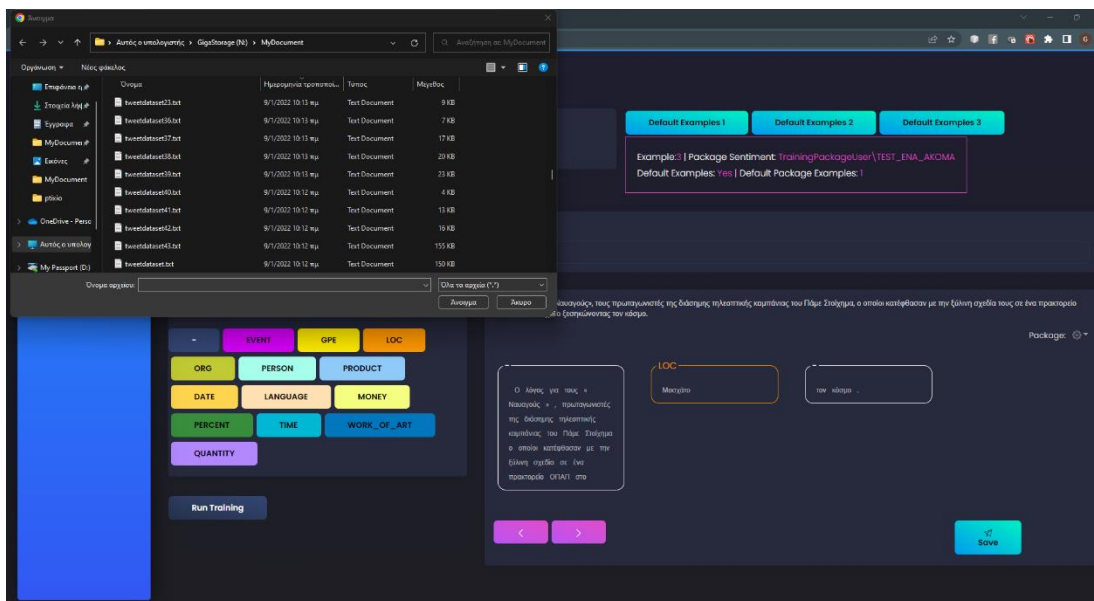 Άνοιγμα
Αυτός ο υπολογιστής › GigaStorage (N:) › MyDocument
Αναζήτηση σε MyDocument
Οργάνωση
Νέος φάκελος
Όνομα
Ημερομηνία τροποποί...
Τύπος
Μέγεθος
Επιφάνεια η
Στοιχεία λήψ
Έγγραφα
MyDocumer
Εικόνες
MyDocument
ptixio
OneDrive - Perso
Αυτός ο υπολογ
My Passport (D:)
tweetdataset23.txt 9/1/2022 10:13 πμ Text Document 9 KB
tweetdataset36.txt 9/1/2022 10:13 πμ Text Document 7 KB
tweetdataset37.txt 9/1/2022 10:13 πμ Text Document 17 KB
tweetdataset38.txt 9/1/2022 10:13 πμ Text Document 20 KB
tweetdataset39.txt 9/1/2022 10:13 πμ Text Document 23 KB
tweetdataset40.txt 9/1/2022 10:12 πμ Text Document 4 KB
tweetdataset41.txt 9/1/2022 10:12 πμ Text Document 13 KB
tweetdataset42.txt 9/1/2022 10:12 πμ Text Document 16 KB
tweetdataset43.txt 9/1/2022 10:12 πμ Text Document 155 KB
tweetdataset.txt 9/1/2022 10:12 πμ Text Document 150 KB
Όνομα αρχείου:
Όλα τα αρχεία (*.*)
Άνοιγμα
Άκυρο
Default Examples 1
Default Examples 2
Default Examples 3
Example:3 | Package Sentiment: TrainingPackageUser\TEST_ENA_AKOMA
Default Examples: Yes | Default Package Examples: 1
Ναυαγούς», τους πρωταγωνιστές της διάσημης τηλεοπτικής καμπάνιας του Πάμε Στοίχημα, ο οποίοι κατέφθασαν με την ξύλινη σχεδία τους σε ένα πρακτορείο
ξεσηκώνοντας τον κόσμο.
Package:
-
EVENT
GPE
LOC
ORG
PERSON
PRODUCT
DATE
LANGUAGE
MONEY
PERCENT
TIME
WORK_OF_ART
QUANTITY
Run Training
-
Ο λόγος για τους «
Ναυαγούς » , πρωταγωνιστές
της διάσημης τηλεοπτικής
καμπάνιας του Πάμε Στοίχημα
ο οποίοι κατέφθασαν με την
ξύλινη σχεδία σε ένα
πρακτορείο ΟΠΑΠ στο
LOC
Μοσχάτο
-
τον κόσμο .
<
>
Save